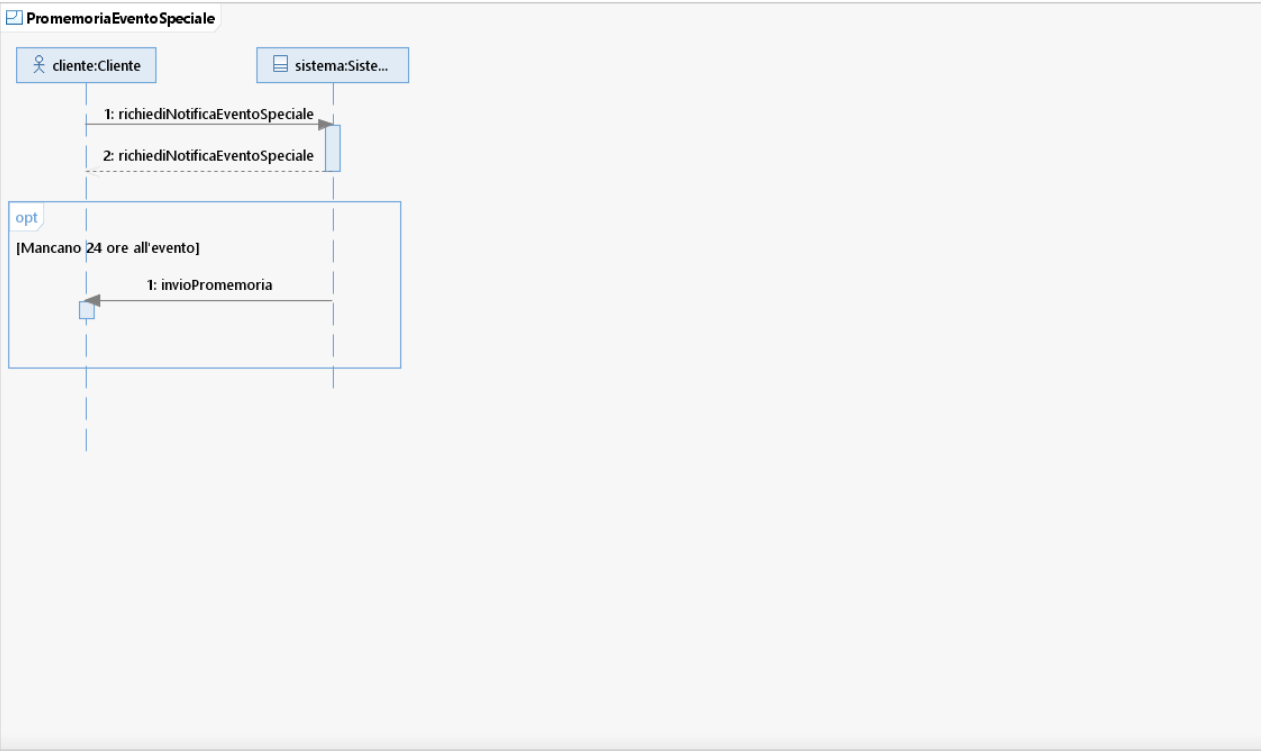 PromemoriaEventoSpeciale
cliente:Cliente
sistema:Siste...
1: richiediNotificaEventoSpeciale
2: richiediNotificaEventoSpeciale
opt
[Mancano 24 ore all'evento]
1: invioPromemoria